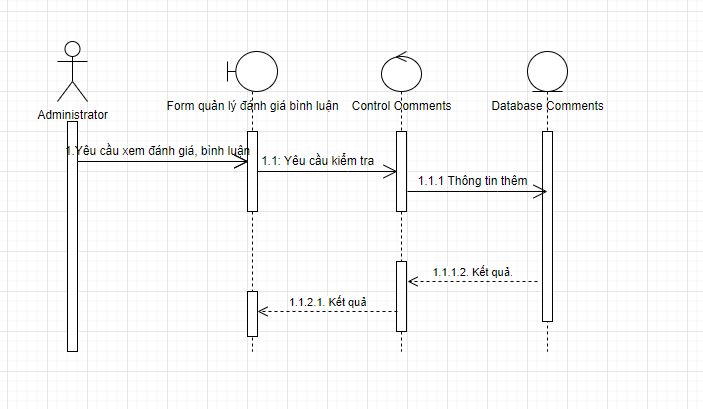 Administrator
Form quản lý đánh giá bình luận
Control Comments
Database Comments
1.Yêu cầu xem đánh giá, bình luận
1.1: Yêu cầu kiểm tra
1.1.1 Thông tin thêm
1.1.1.2. Kết quả.
1.1.2.1. Kết quả